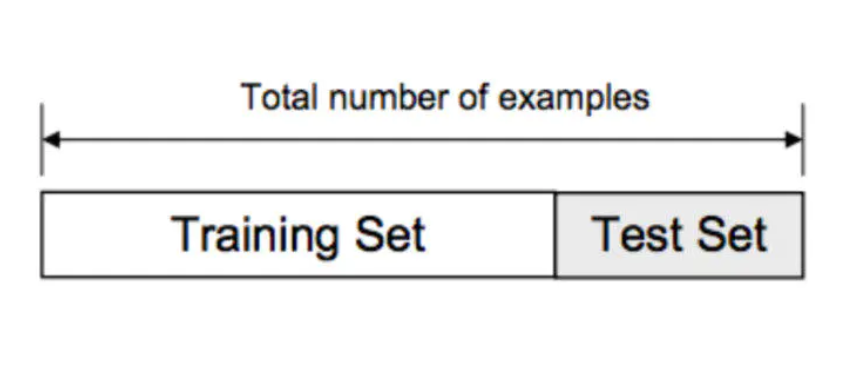 Total number of examples
Training Set
Test Set